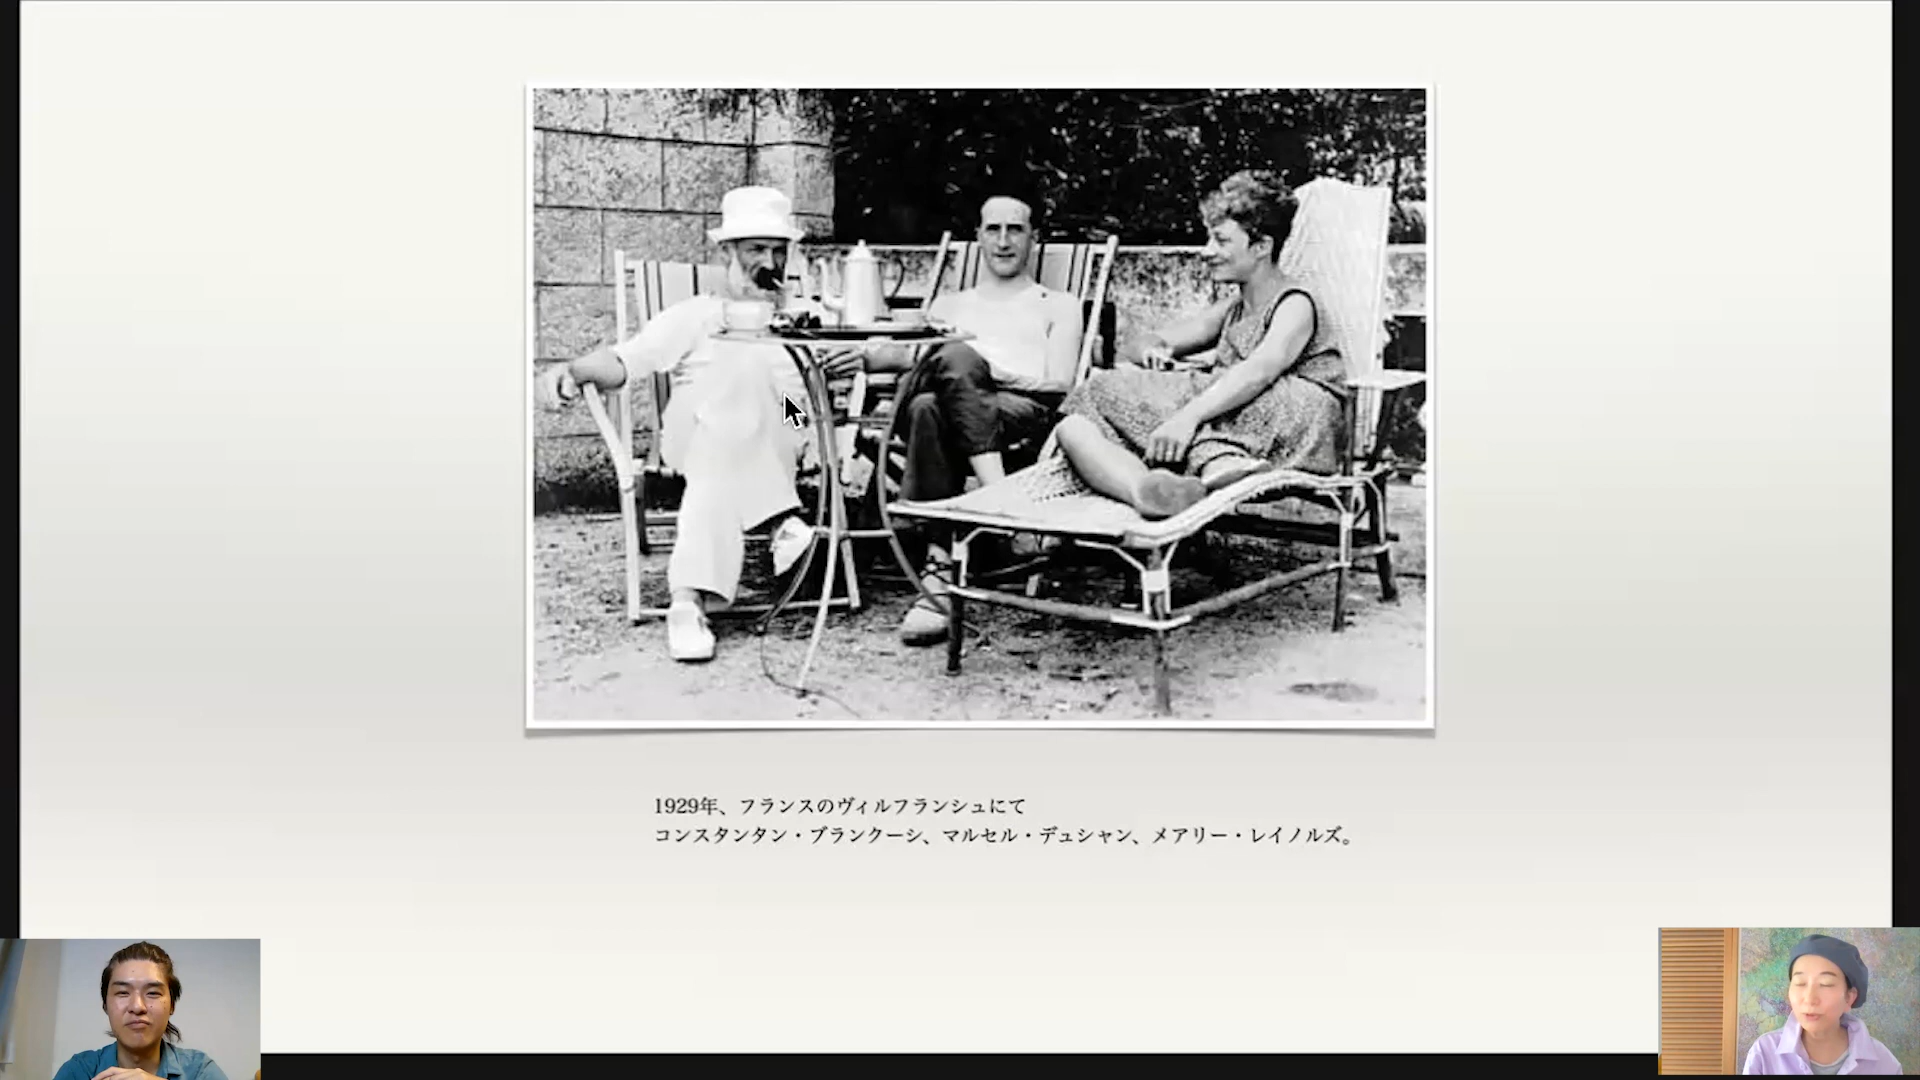 1929年、フランスのヴィルフランシュにて
コンスタンタン・ブランクーシ、マルセル・デュシャン、メアリー・レイノルズ。